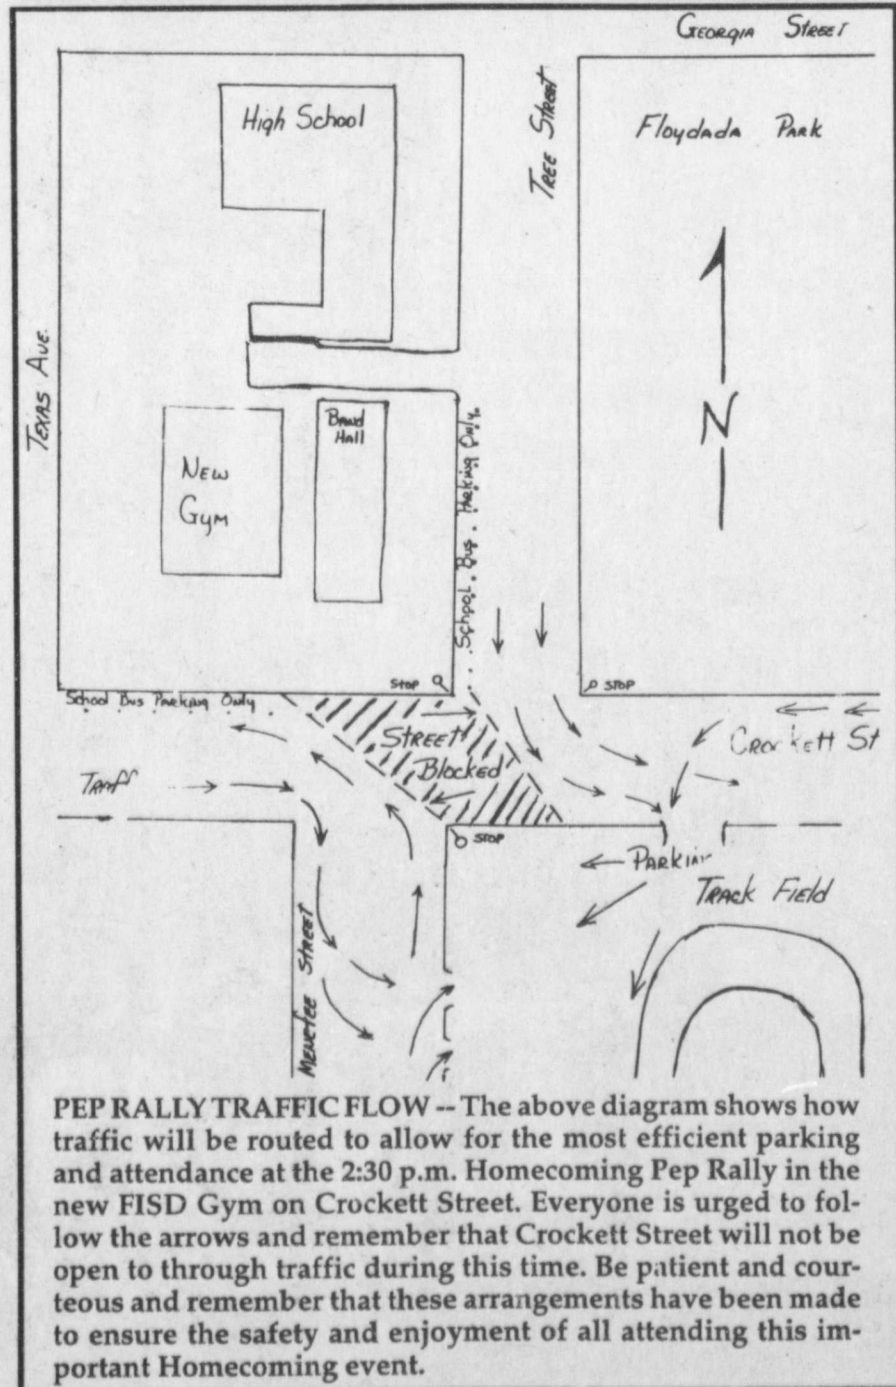 GEORGIA STREET
High School
TREE STREET
Floydada PARK
TEXAS AVE.
N
BAND
HALL
NEW
Gym
School Bus Parking Only
STOP
STOP
School Bus Parking Only
STREET
Blocked
CROCKETT St
Traff
STOP
PARKIN
TRACK FIELD
MENEFEE STREET
PEP RALLY TRAFFIC FLOW -- The above diagram shows how
traffic will be routed to allow for the most efficient parking
and attendance at the 2:30 p.m. Homecoming Pep Rally in the
new FISD Gym on Crockett Street. Everyone is urged to fol-
low the arrows and remember that Crockett Street will not be
open to through traffic during this time. Be patient and cour-
teous and remember that these arrangements have been made
to ensure the safety and enjoyment of all attending this im-
portant Homecoming event.